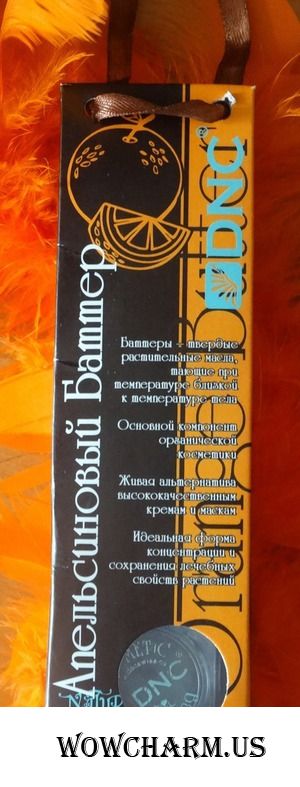 DNC®
Апельсиновый Баттер
Orange Butter
Баттеры - твердые
растительные масла,
тающие при
температуре близкой
к температуре тела
Основной компонент
органической
косметики
Живая альтернатива
высококачественным
кремам и маскам
Идеальная форма
концентрации и
сохранения лечебных
свойств растений
DNC
WOWCHARM.US